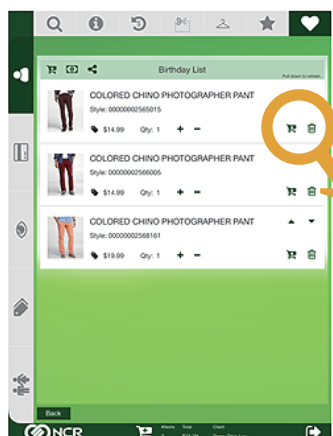 Birthday List
Pull down to refresh
COLORED CHINO PHOTOGRAPHER PANT
Style: 00000002565015
$14.99 Qty: 1 + −
COLORED CHINO PHOTOGRAPHER PANT
Style: 00000002566005
$14.99 Qty: 1 + −
COLORED CHINO PHOTOGRAPHER PANT
Style: 00000002568161
$19.99 Qty: 1 + −
Back
NCR
Items Total Client